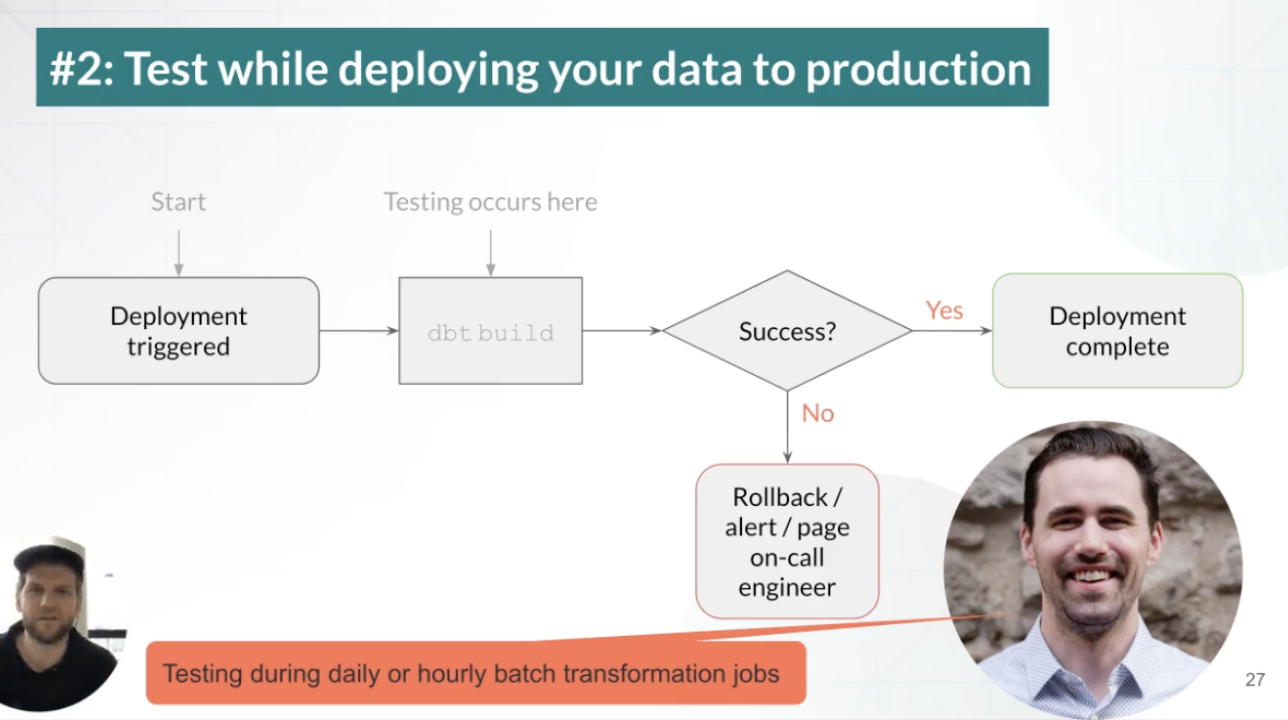 #2: Test while deploying your data to production
Start
Testing occurs here
Deployment
triggered
dbt build
Success?
Yes
Deployment
complete
No
Rollback /
alert / page
on-call
engineer
Testing during daily or hourly batch transformation jobs
27